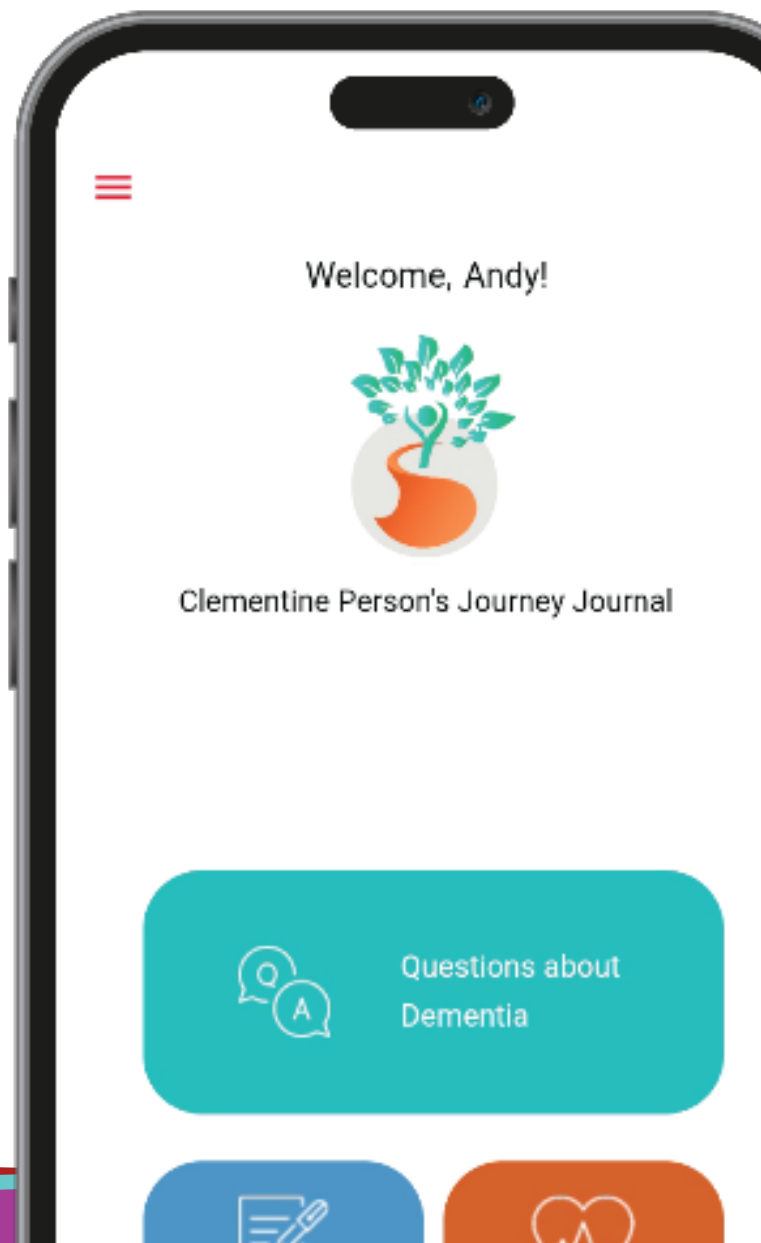 Welcome, Andy!
Clementine Person's Journey Journal
Q
A
Questions about
Dementia